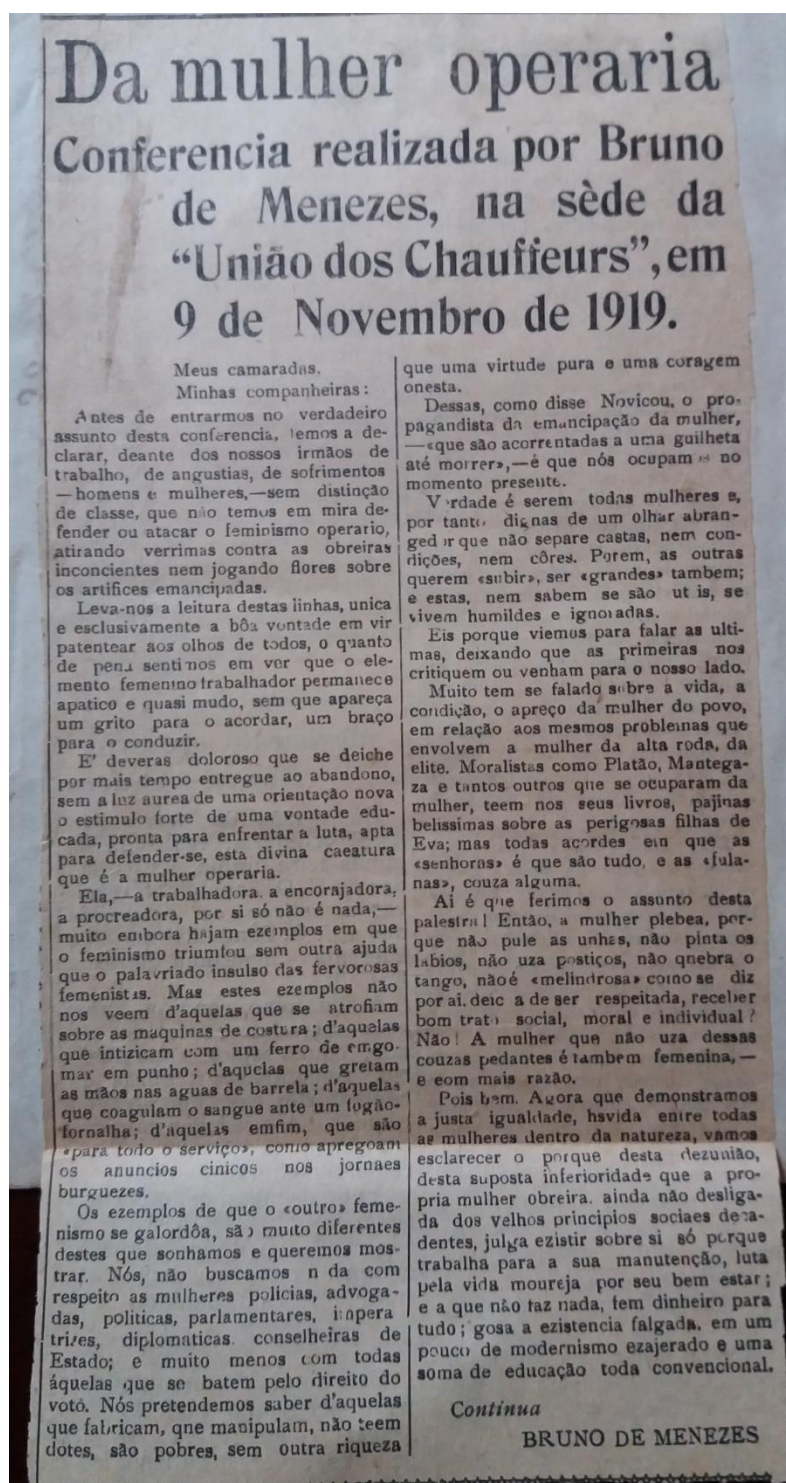 Da mulher operaria
Conferencia realizada por Bruno
de Menezes, na sède da
“União dos Chauffeurs”, em
9 de Novembro de 1919.
Meus camaradas.
Minhas companheiras:
Antes de entrarmos no verdadeiro
assunto desta conferencia, temos a de-
clarar, deante dos nossos irmãos de
trabalho, de angustias, de sofrimentos
—homens e mulheres,—sem distinção
de classe, que não temos em mira de-
fender ou atacar o feminismo operario,
atirando verrimas contra as obreiras
inconcientes nem jogando flores sobre
os artifices emancipadas.
Leva-nos a leitura destas linhas, unica
e esclusivamente a bôa vontade em vir
patentear aos olhos de todos, o quanto
de pena sentimos em ver que o ele-
mento femenino trabalhador permanece
apatico e quasi mudo, sem que apareça
um grito para o acordar, um braço
para o conduzir.
E' deveras doloroso que se deiche
por mais tempo entregue ao abandono,
sem a luz aurea de uma orientação nova
o estimulo forte de uma vontade edu-
cada, pronta para enfrentar a luta, apta
para defender-se, esta divina caeatura
que é a mulher operaria.
Ela,—a trabalhadora. a encorajadora,
a procreadora, por si só não é nada,—
muito embora hajam ezemplos em que
o feminismo triumfou sem outra ajuda
que o palavriado insulso das fervorosas
femenistas. Mas estes ezemplos não
nos veem d'aquelas que se atrofiam
sobre as maquinas de costura; d'aquelas
que intizicam com um ferro de emgo-
mar em punho; d'aquelas que gretam
as mãos nas aguas de barrela; d'aquelas
que coagulam o sangue ante um fogão-
fornalha; d'aquelas emfim, que são
«para todo o serviço», como apregoam
os anuncios cinicos nos jornaes
burguezes.
Os ezemplos de que o «outro» feme-
nismo se galordôa, são muito diferentes
destes que sonhamos e queremos mos-
trar. Nós, não buscamos n da com
respeito as mulheres policias, advoga-
das, politicas, parlamentares, impera
trizes, diplomaticas. conselheiras de
Estado; e muito menos com todas
áquelas que se batem pelo direito do
voto. Nós pretendemos saber d'aquelas
que fabricam, qne manipulam, não teem
dotes, são pobres, sem outra riqueza
que uma virtude pura e uma coragem
onesta.
Dessas, como disse Novicou, o pro-
pagandista da emancipação da mulher,
—«que são acorrentadas a uma guilheta
até morrer»,—é que nós ocupam s no
momento presente.
V rdade é serem todas mulheres e,
por tanto dignas de um olhar abran-
ged r que não separe castas, nem con-
dições, nem côres. Porem, as outras
querem «subir», ser «grandes» tambem;
e estas, nem sabem se são ut is, se
vivem humildes e ignoradas.
Eis porque viemos para falar as ulti-
mas, deixando que as primeiras nos
critiquem ou venham para o nosso lado.
Muito tem se falado subre a vida, a
condição, o apreço da mulher do povo,
em relação aos mesmos problemas que
envolvem a mulher da alta roda, da
elite. Moralistas como Platão, Mantega-
za e tantos outros que se ocuparam da
mulher, teem nos seus livros, pajinas
belissimas sobre as perigosas filhas de
Eva; mas todas acordes em que as
«senhoras» é que são tudo, e as «fula-
nas», couza alguma.
Ai é que ferimos o assunto desta
palestra! Então, a mulher plebea, por-
que não pule as unhas, não pinta os
labios, não uza postiços, não qnebra o
tango, nãoé «melindrosa» como se diz
por ai. deic a de ser respeitada, receber
bom trato social, moral e individual?
Não! A mulher que não uza dessas
couzas pedantes é tambem femenina,—
e eom mais razão.
Pois bem. Agora que demonstramos
a justa igualdade, hsvida entre todas
as mulheres dentro da natureza, vamos
esclarecer o porque desta dezunião,
desta suposta inferioridade que a pro-
pria mulher obreira. ainda não desliga-
da dos velhos principios sociaes deca-
dentes, julga ezistir sobre si só porque
trabalha para a sua manutenção, luta
pela vida moureja por seu bem estar;
e a que não faz nada, tem dinheiro para
tudo; gosa a ezistencia falgada. em um
pouco de modernismo ezajerado e uma
soma de educação toda convencional.
Continua
BRUNO DE MENEZES